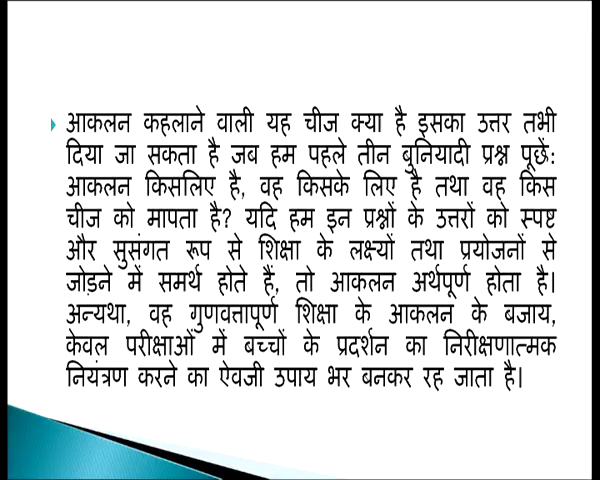 आकलन कहलाने वाली यह चीज क्या है इसका उत्तर तभी
दिया जा सकता है जब हम पहले तीन बुनियादी प्रश्न पूछें:
आकलन किसलिए है, वह किसके लिए है तथा वह किस
चीज को मापता है? यदि हम इन प्रश्नों के उत्तरों को स्पष्ट
और सुसंगत रूप से शिक्षा के लक्ष्यों तथा प्रयोजनों से
जोड़ने में समर्थ होते हैं, तो आकलन अर्थपूर्ण होता है।
अन्यथा, वह गुणवत्तापूर्ण शिक्षा के आकलन के बजाय,
केवल परीक्षाओं में बच्चों के प्रदर्शन का निरीक्षणात्मक
नियंत्रण करने का ऐवजी उपाय भर बनकर रह जाता है।